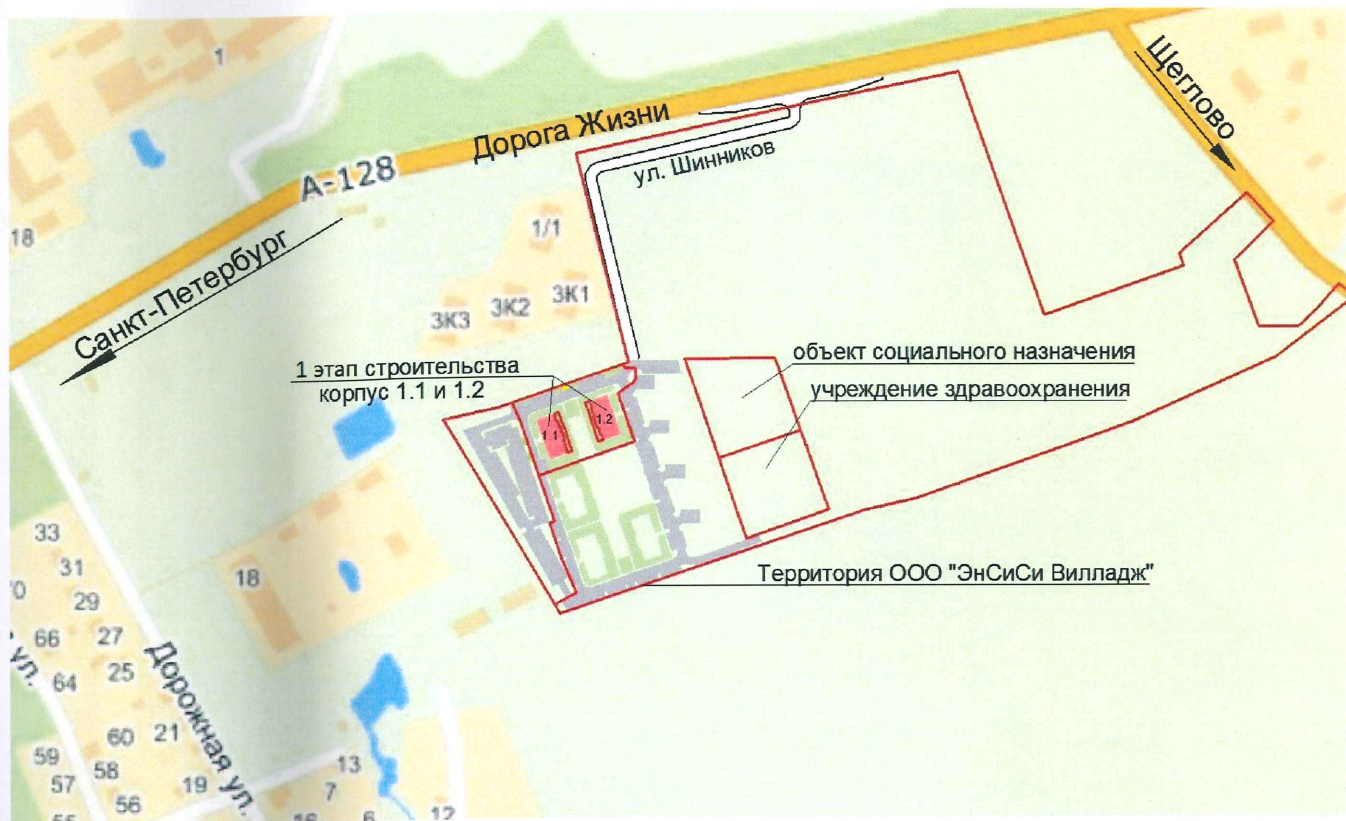 1
Щеглово
Дорога Жизни
ул. Шинников
А-128
18
1/1
Санкт-Петербург
3К3
3К2
3К1
1 этап строительства
корпус 1.1 и 1.2
объект социального назначения
учреждение здравоохранения
1.1
1.2
33
31
29
27
25
66
64
ул.
18
Территория ООО "ЭнСиСи Вилладж"
Дорожная ул.
60
21
59
58
57
56
19
13
7
12